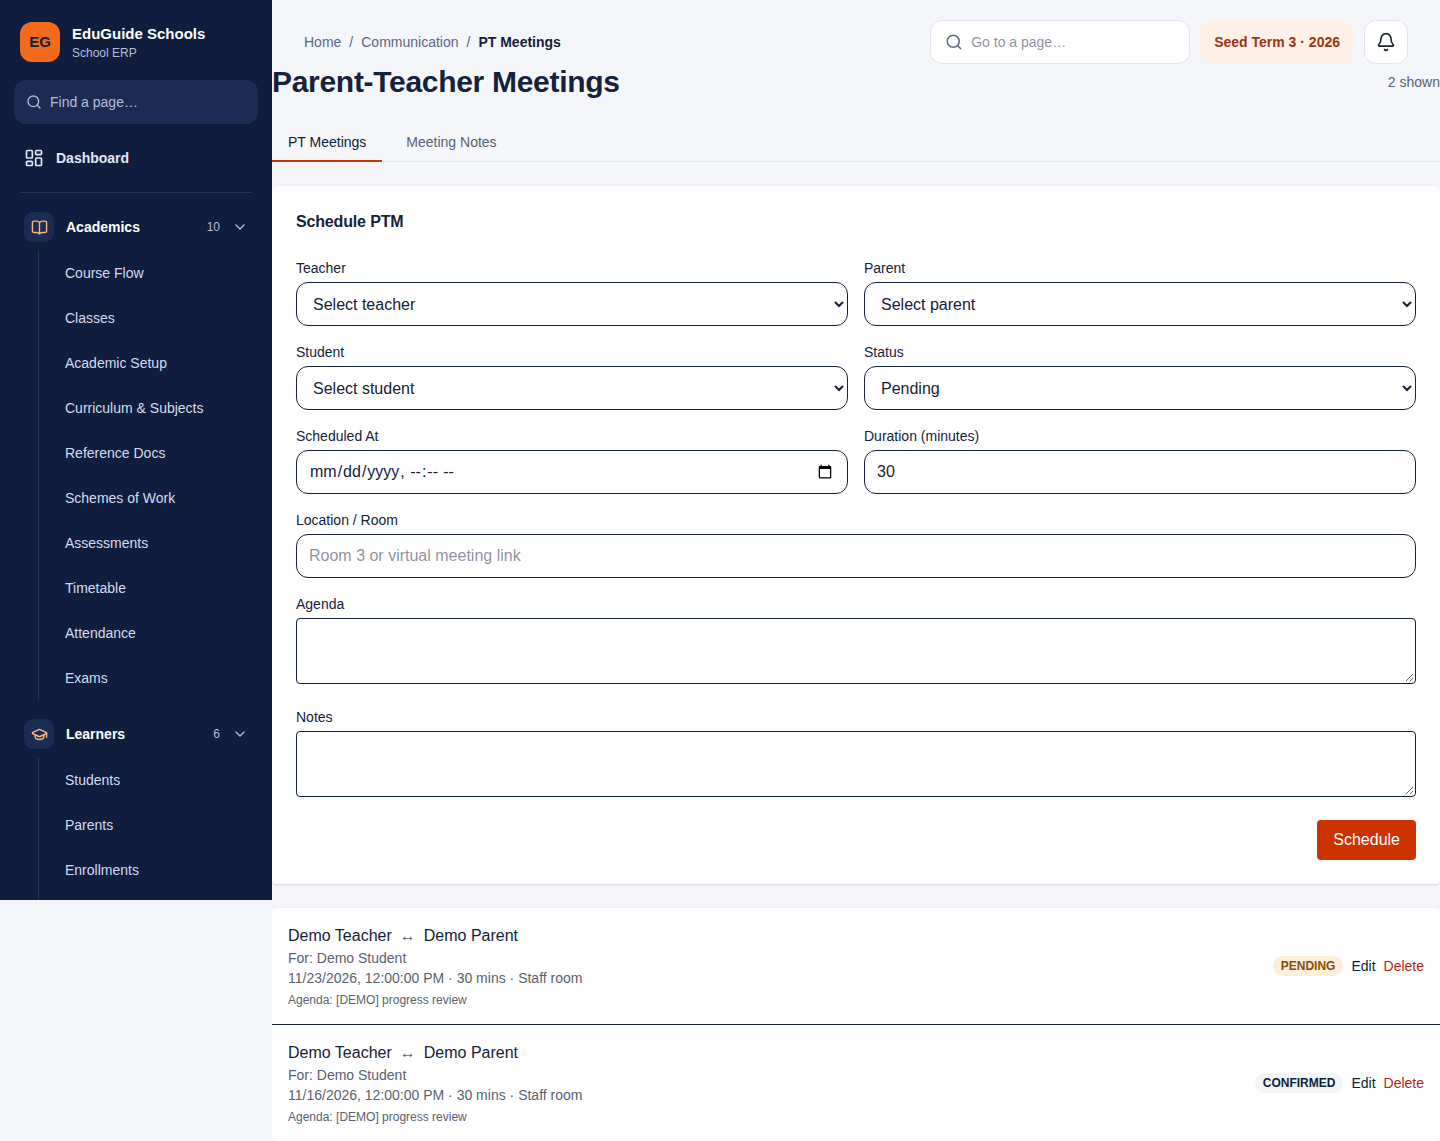 EG
EduGuide Schools
School ERP
Find a page…
Dashboard
Academics 10
Course Flow
Classes
Academic Setup
Curriculum & Subjects
Reference Docs
Schemes of Work
Assessments
Timetable
Attendance
Exams
Learners 6
Students
Parents
Enrollments
Home / Communication / PT Meetings
Go to a page…
Seed Term 3 · 2026
Parent-Teacher Meetings
2 shown
PT Meetings Meeting Notes
Schedule PTM
Teacher Parent
Select teacher Select parent
Student Status
Select student Pending
Scheduled At Duration (minutes)
mm/dd/yyyy, --:-- -- 30
Location / Room
Room 3 or virtual meeting link
Agenda
Notes
Schedule
Demo Teacher ↔ Demo Parent
For: Demo Student
11/23/2026, 12:00:00 PM · 30 mins · Staff room
Agenda: [DEMO] progress review
PENDING Edit Delete
Demo Teacher ↔ Demo Parent
For: Demo Student
11/16/2026, 12:00:00 PM · 30 mins · Staff room
Agenda: [DEMO] progress review
CONFIRMED Edit Delete